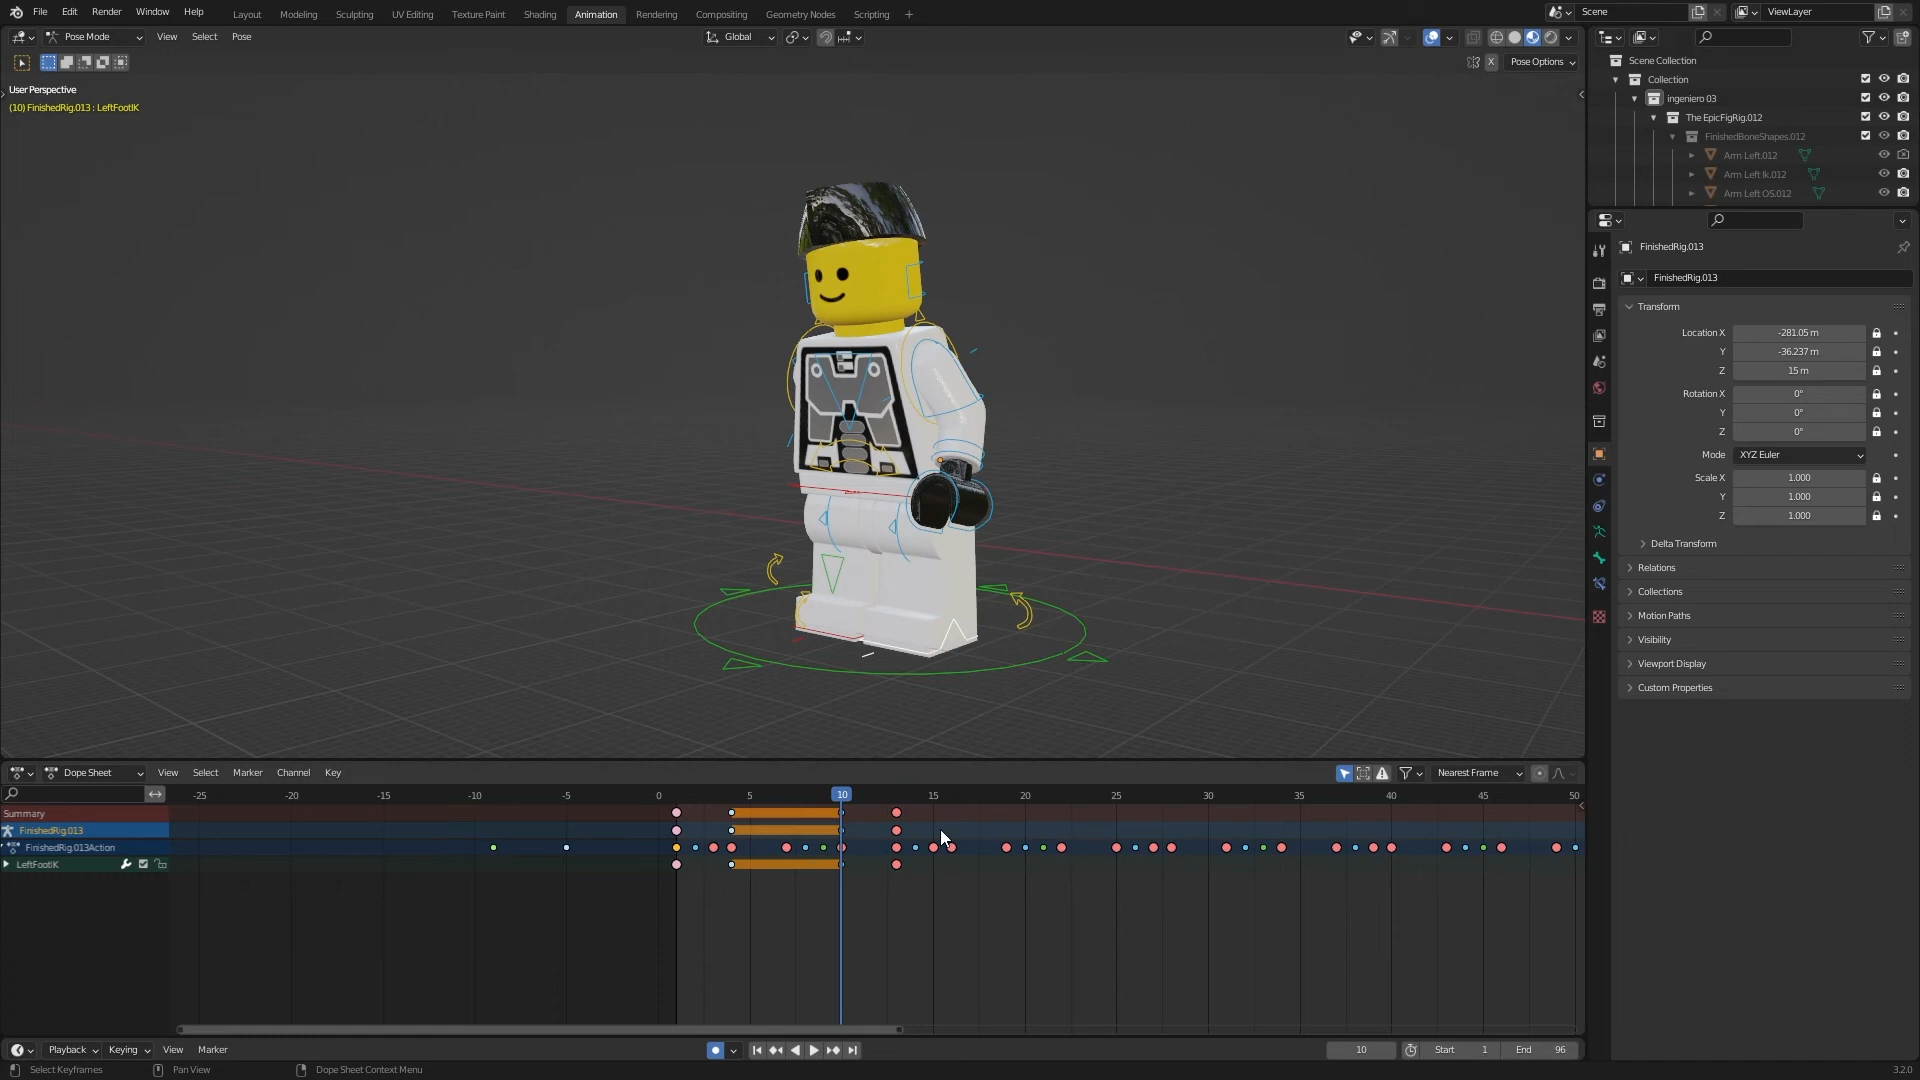 File Edit Render Window Help Layout Modeling Sculpting UV Editing Texture Paint Shading Animation Rendering Compositing Geometry Nodes Scripting + Scene ViewLayer
Pose Mode View Select Pose Global
X Pose Options
User Perspective
(10) FinishedRig.013 : LeftFootIK
Scene Collection
Collection
ingeniero 03
The EpicFigRig.012
FinishedBoneShapes.012
Arm Left.012
Arm Left Ik.012
Arm Left OS.012
FinishedRig.013
FinishedRig.013
Transform
Location X -281.05 m
Y -36.237 m
Z 15 m
Rotation X 0°
Y 0°
Z 0°
Mode XYZ Euler
Scale X 1.000
Y 1.000
Z 1.000
Delta Transform
Relations
Collections
Motion Paths
Visibility
Viewport Display
Custom Properties
Dope Sheet View Select Marker Channel Key Nearest Frame
-25 -20 -15 -10 -5 0 5 10 15 20 25 30 35 40 45 50
Summary
FinishedRig.013
FinishedRig.013Action
LeftFootIK
Playback Keying View Marker 10 Start 1 End 96
Select Keyframes Pan View Dope Sheet Context Menu 3.2.0